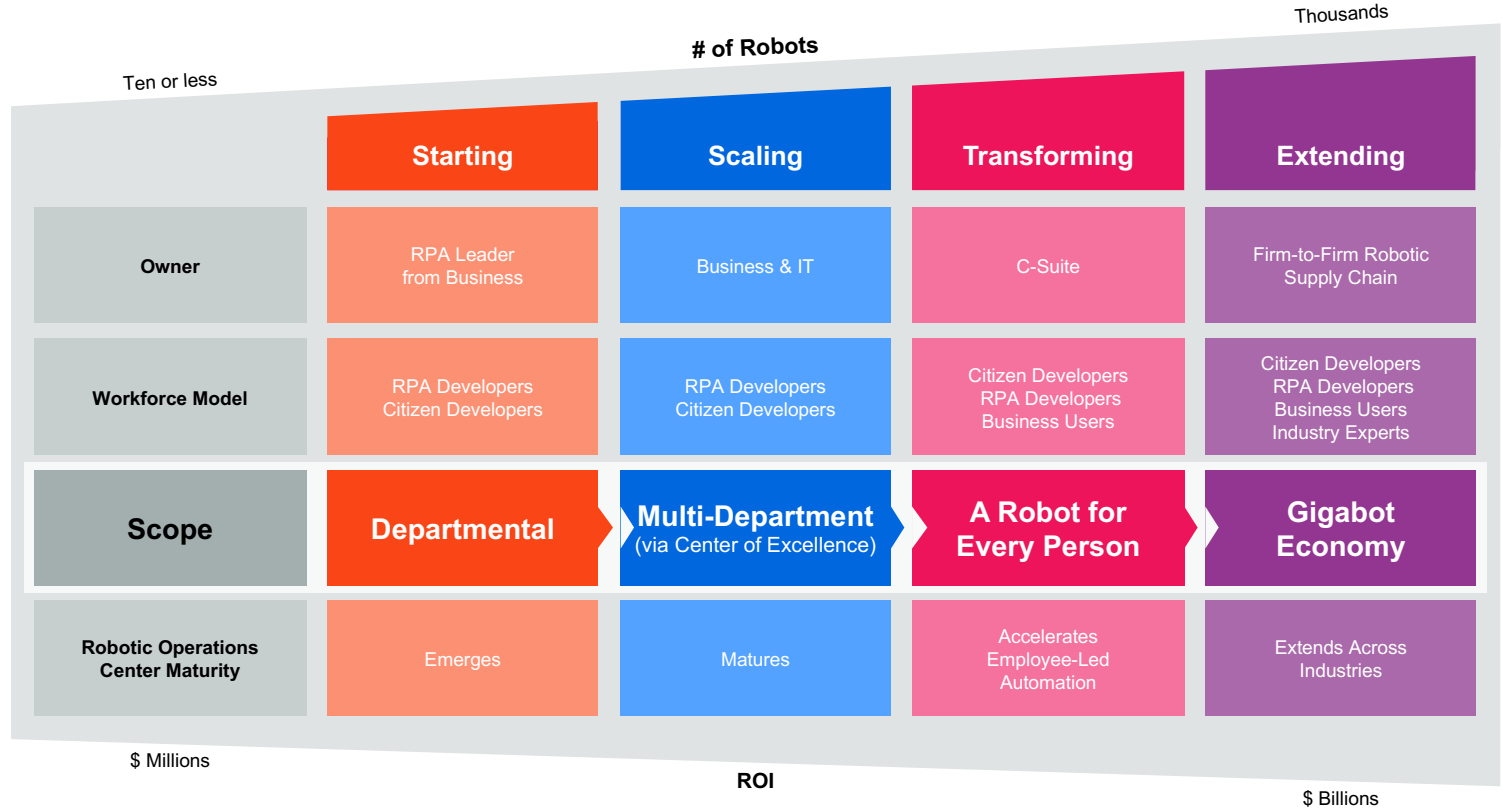 Thousands
# of Robots
Ten or less
Starting
Scaling
Transforming
Extending
Owner
RPA Leader
from Business
Business & IT
C-Suite
Firm-to-Firm Robotic
Supply Chain
Workforce Model
RPA Developers
Citizen Developers
RPA Developers
Citizen Developers
Citizen Developers
RPA Developers
Business Users
Citizen Developers
RPA Developers
Business Users
Industry Experts
Scope
Departmental
Multi-Department
(via Center of Excellence)
A Robot for
Every Person
Gigabot
Economy
Robotic Operations
Center Maturity
Emerges
Matures
Accelerates
Employee-Led
Automation
Extends Across
Industries
$ Millions
ROI
$ Billions